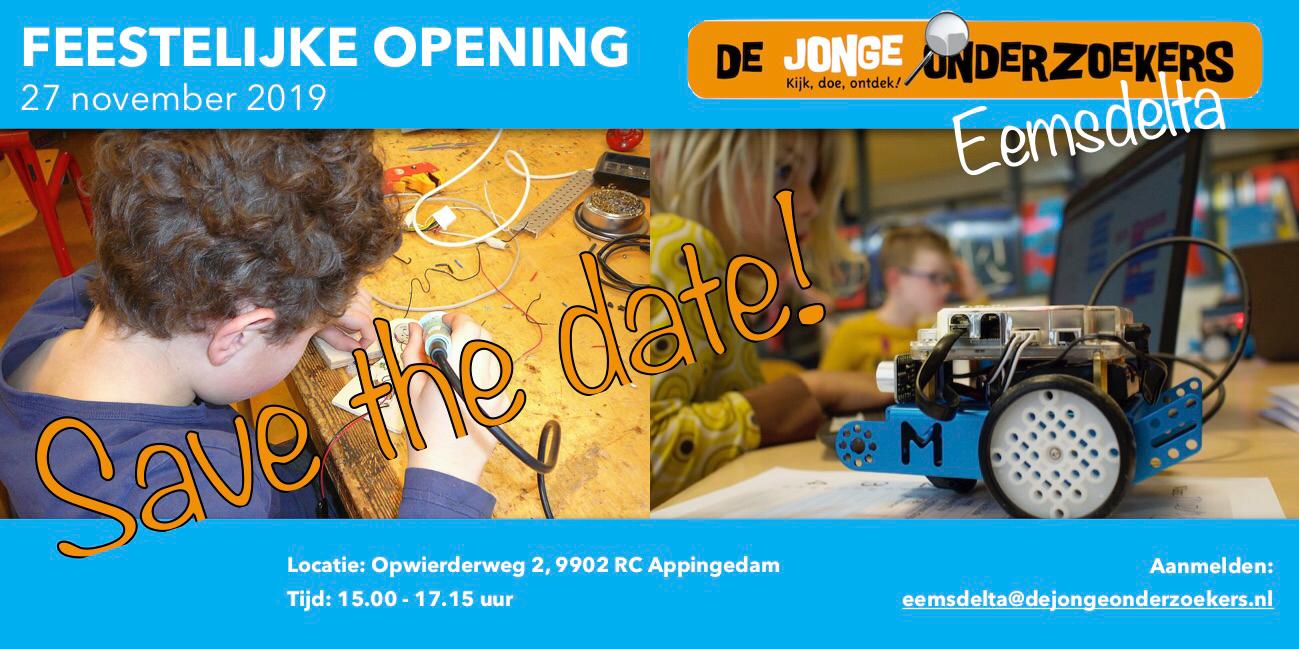 FEESTELIJKE OPENING
27 november 2019
DE JONGE ONDERZOEKERS
Kijk, doe, ontdek!
Eemsdelta
Save the date!
M
Locatie: Opwierderweg 2, 9902 RC Appingedam
Tijd: 15.00 - 17.15 uur
Aanmelden:
eemsdelta@dejongeonderzoekers.nl